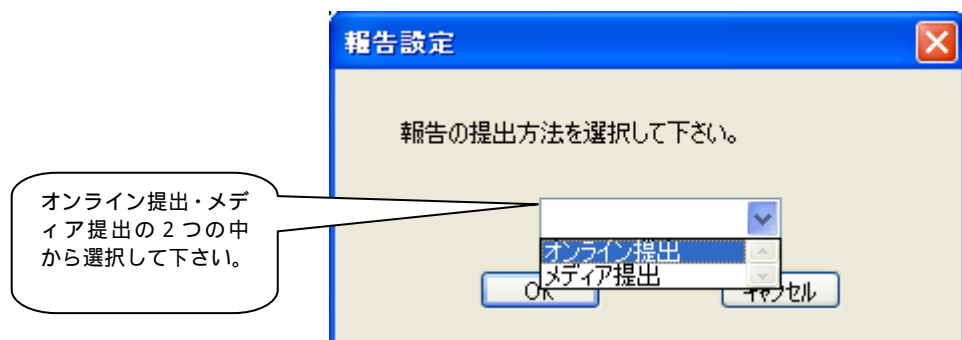 報告設定
報告の提出方法を選択して下さい。
オンライン提出・メデ
ィア提出の2つの中
から選択して下さい。
オンライン提出
メディア提出
OK
キャンセル